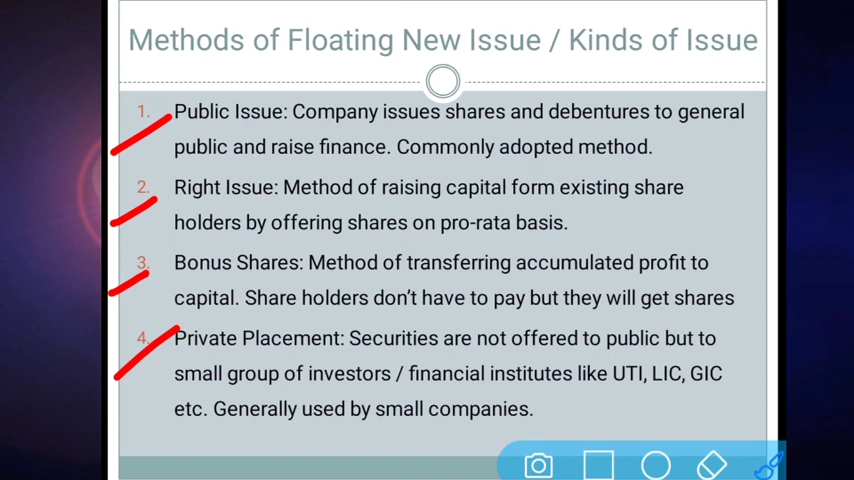 Methods of Floating New Issue / Kinds of Issue
1. Public Issue: Company issues shares and debentures to general
public and raise finance. Commonly adopted method.
2. Right Issue: Method of raising capital form existing share
holders by offering shares on pro-rata basis.
3. Bonus Shares: Method of transferring accumulated profit to
capital. Share holders don’t have to pay but they will get shares
4. Private Placement: Securities are not offered to public but to
small group of investors / financial institutes like UTI, LIC, GIC
etc. Generally used by small companies.